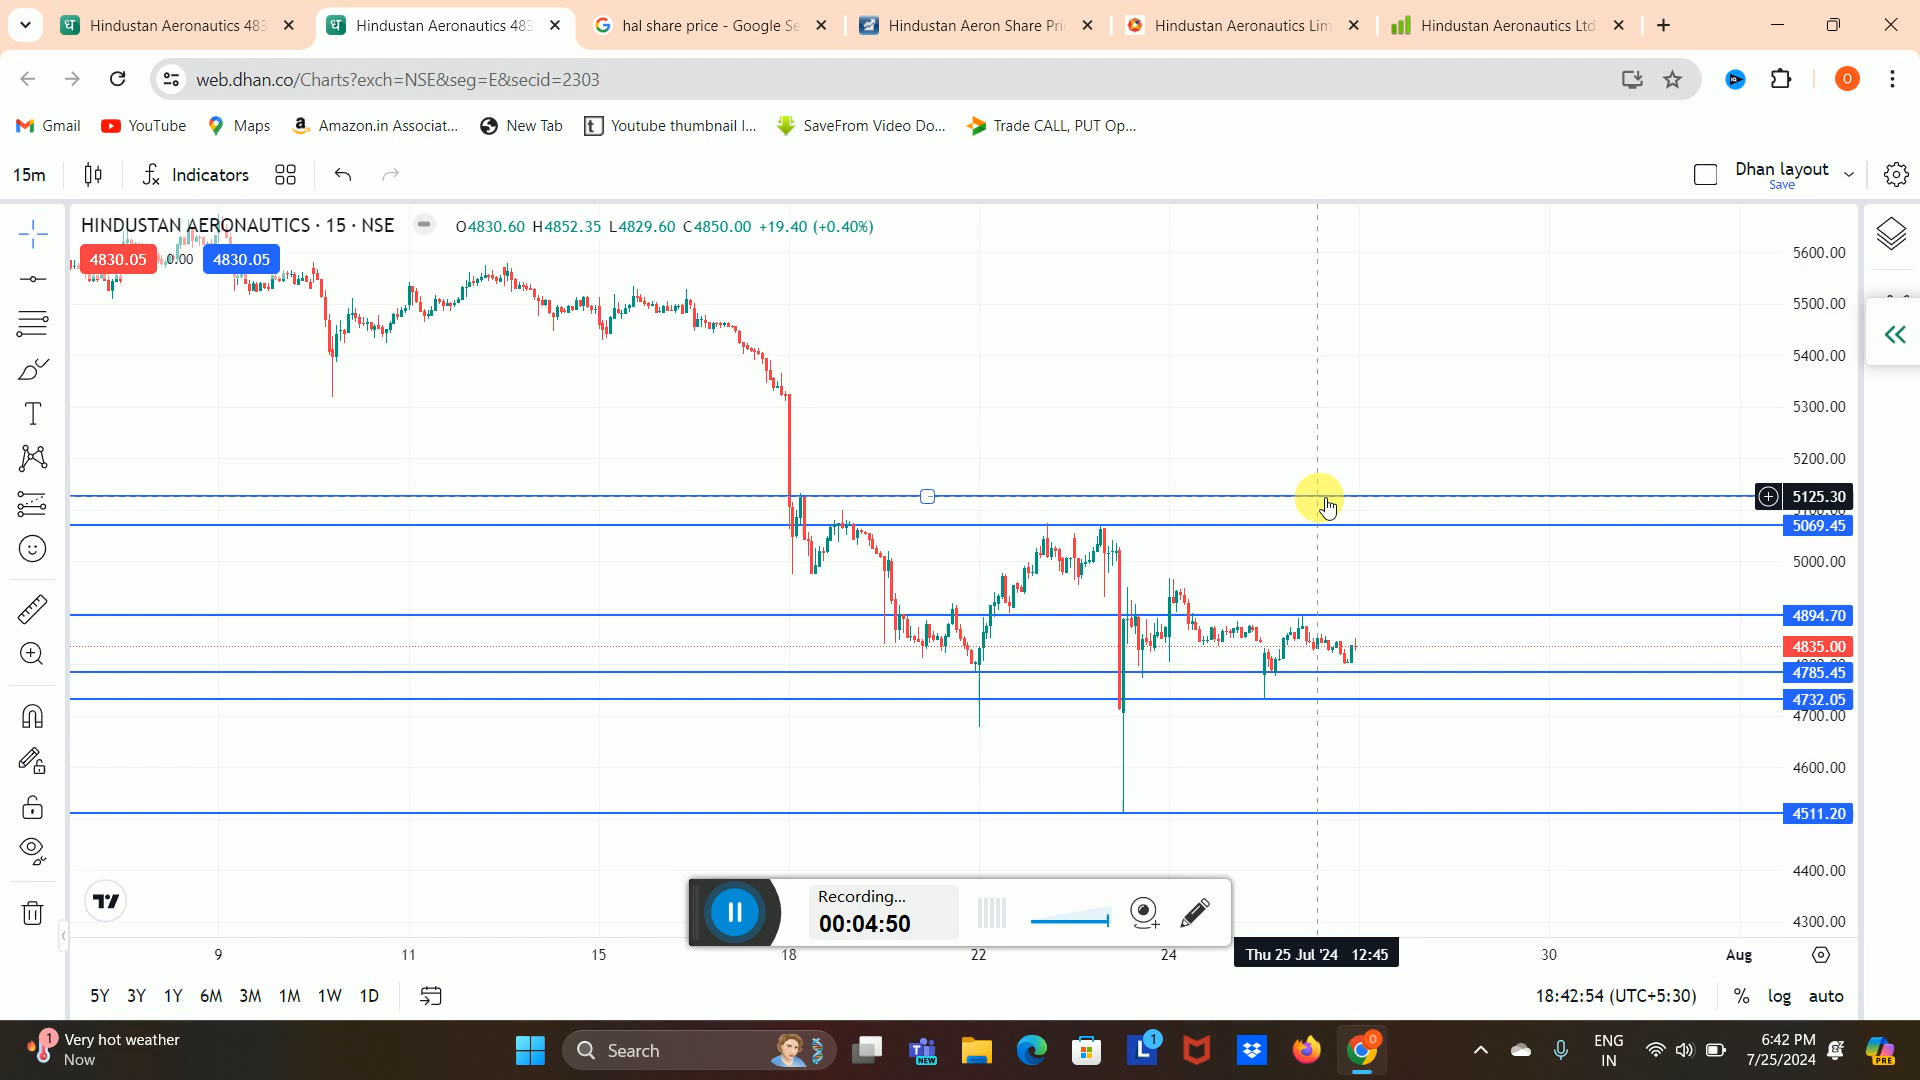 Hindustan Aeronautics 483
Hindustan Aeronautics 483
hal share price - Google Se
Hindustan Aeron Share Pri
Hindustan Aeronautics Lim
Hindustan Aeronautics Ltd
web.dhan.co/Charts?exch=NSE&seg=E&secid=2303
O
Gmail
YouTube
Maps
Amazon.in Associat...
New Tab
Youtube thumbnail I...
SaveFrom Video Do...
Trade CALL, PUT Op...
15m
Indicators
Dhan layout
Save
HINDUSTAN AERONAUTICS · 15 · NSE
O4830.60 H4852.35 L4829.60 C4850.00 +19.40 (+0.40%)
4830.05
0.00
4830.05
5600.00
5500.00
5400.00
5300.00
5200.00
5125.30
5069.45
5000.00
4894.70
4835.00
4785.45
4732.05
4700.00
4600.00
4511.20
4400.00
4300.00
Recording...
00:04:50
9
11
15
18
22
24
Thu 25 Jul '24 12:45
30
Aug
5Y 3Y 1Y 6M 3M 1M 1W 1D
18:42:54 (UTC+5:30)
% log auto
1
Very hot weather
Now
Search
NEW
L
1
0
ENG
IN
6:42 PM
7/25/2024
PRE